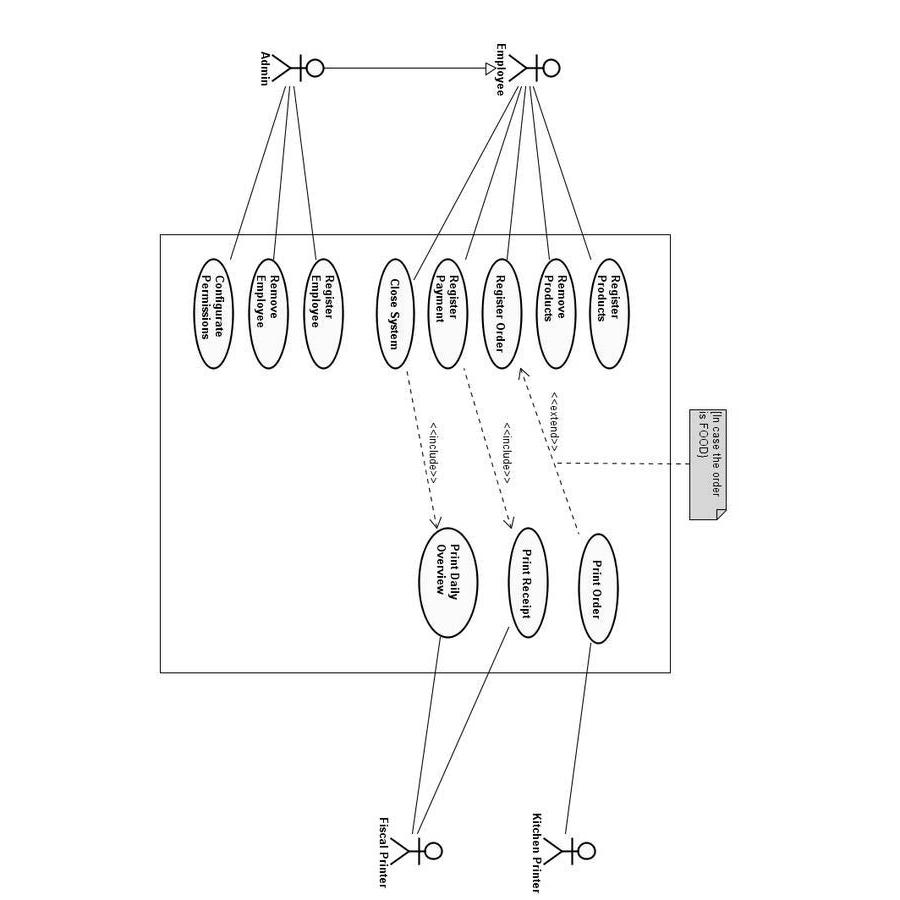 [In case the order
is FOOD}
Employee
Admin
Register
Products
Remove
Products
Register Order
Register
Payment
Close System
Register
Employee
Remove
Employee
Configurate
Permissions
<<extend>>
<<include>>
<<include>>
Print Order
Print Receipt
Print Daily
Overview
Kitchen Printer
Fiscal Printer